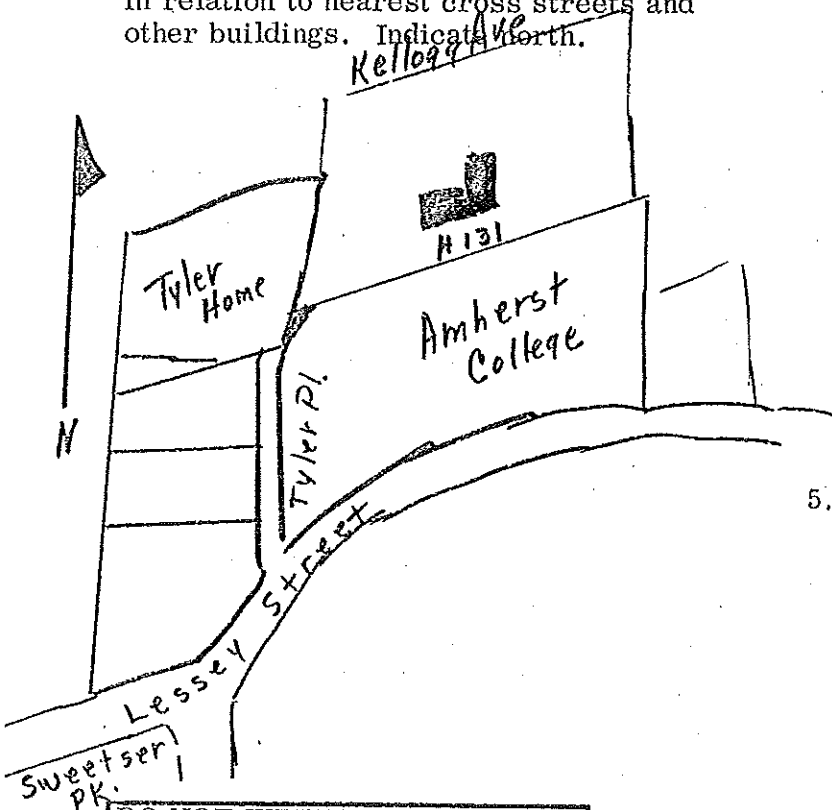 in relation to nearest cross streets and
other buildings. Indicate north.
Kellogg Ave
Tyler
Home
H 131
Amherst
College
N
Tyler Pl.
5.
Lessey Street
Sweetser
PK.